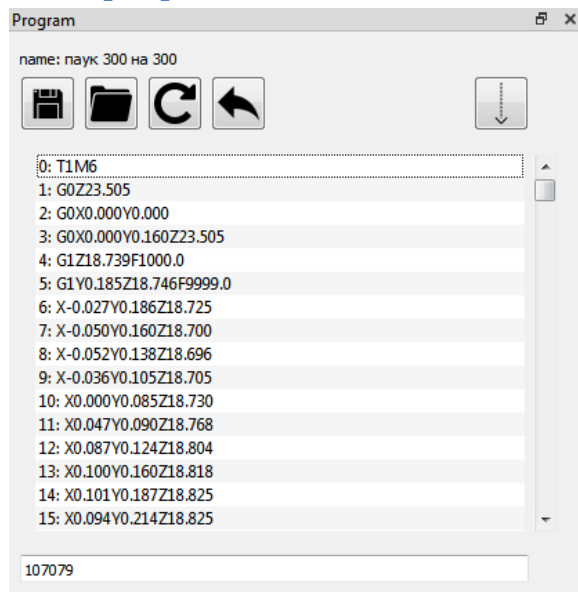 Program
name: паук 300 на 300
0: T1M6
1: G0Z23.505
2: G0X0.000Y0.000
3: G0X0.000Y0.160Z23.505
4: G1Z18.739F1000.0
5: G1Y0.185Z18.746F9999.0
6: X-0.027Y0.186Z18.725
7: X-0.050Y0.160Z18.700
8: X-0.052Y0.138Z18.696
9: X-0.036Y0.105Z18.705
10: X0.000Y0.085Z18.730
11: X0.047Y0.090Z18.768
12: X0.087Y0.124Z18.804
13: X0.100Y0.160Z18.818
14: X0.101Y0.187Z18.825
15: X0.094Y0.214Z18.825
107079